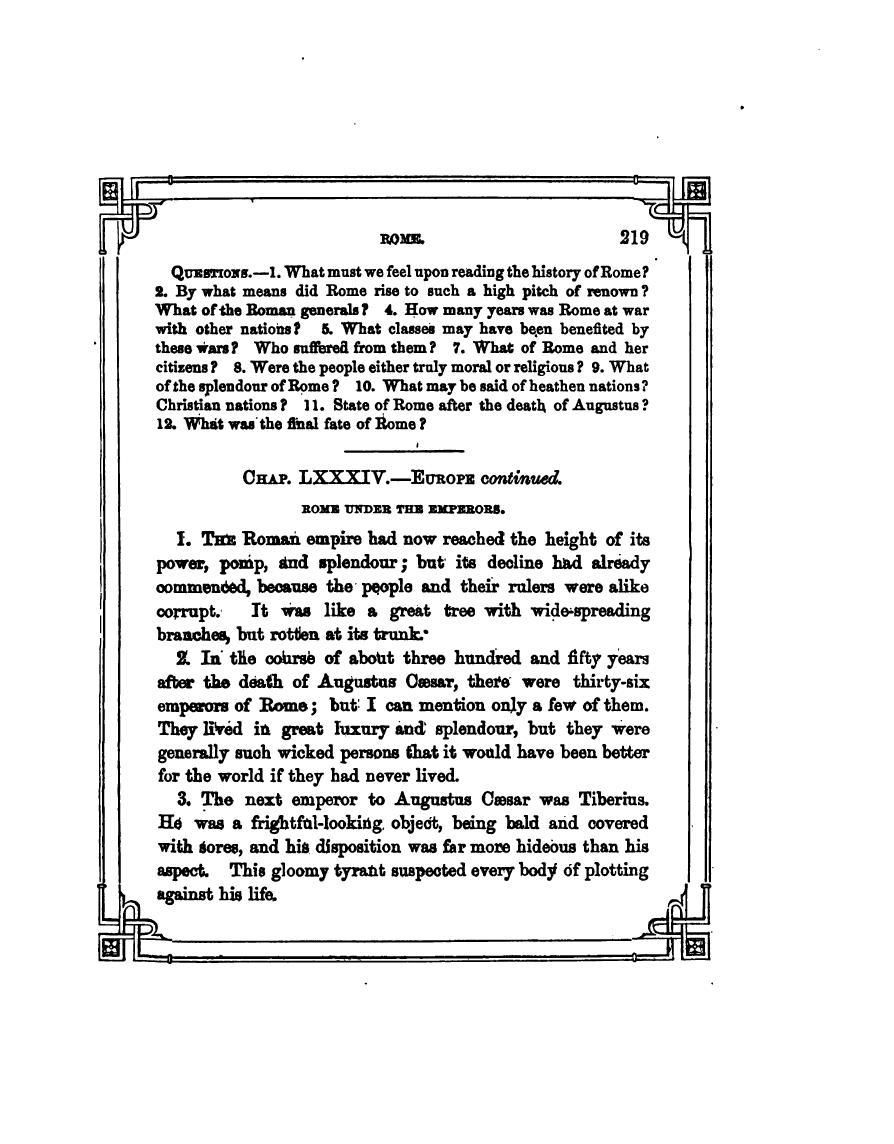 ROME. 219
QUESTIONS.—1. What must we feel upon reading the history of Rome?
2. By what means did Rome rise to such a high pitch of renown?
What of the Roman generals? 4. How many years was Rome at war
with other nations? 5. What classes may have been benefited by
these wars? Who suffered from them? 7. What of Rome and her
citizens? 8. Were the people either truly moral or religious? 9. What
of the splendour of Rome? 10. What may be said of heathen nations?
Christian nations? 11. State of Rome after the death of Augustus?
12. What was the final fate of Rome?
CHAP. LXXXIV.—EUROPE continued.
ROME UNDER THE EMPERORS.
1. THE Roman empire had now reached the height of its
power, pomp, and splendour; but its decline had already
commenced, because the people and their rulers were alike
corrupt. It was like a great tree with wide-spreading
branches, but rotten at its trunk.
2. In the course of about three hundred and fifty years
after the death of Augustus Cæsar, there were thirty-six
emperors of Rome; but I can mention only a few of them.
They lived in great luxury and splendour, but they were
generally such wicked persons that it would have been better
for the world if they had never lived.
3. The next emperor to Augustus Cæsar was Tiberius.
He was a frightful-looking object, being bald and covered
with sores, and his disposition was far more hideous than his
aspect. This gloomy tyrant suspected every body of plotting
against his life.